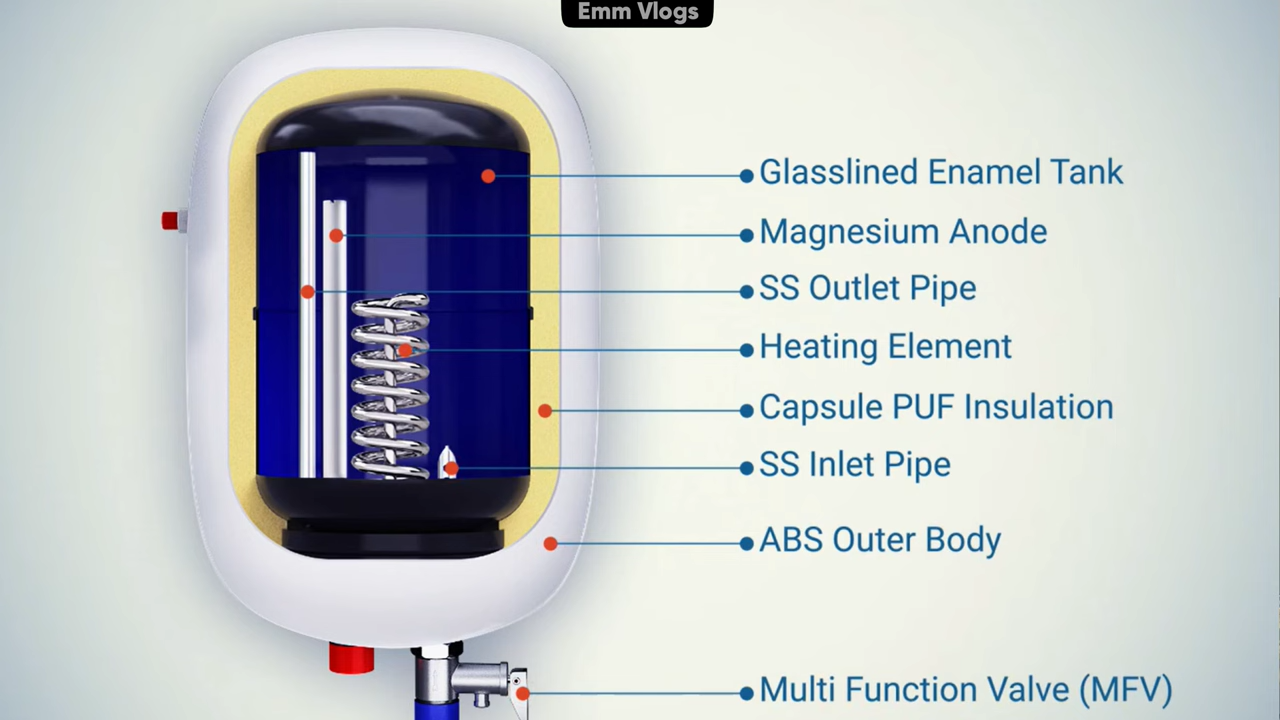 Emm Vlogs
Glasslined Enamel Tank
Magnesium Anode
SS Outlet Pipe
Heating Element
Capsule PUF Insulation
SS Inlet Pipe
ABS Outer Body
Multi Function Valve (MFV)